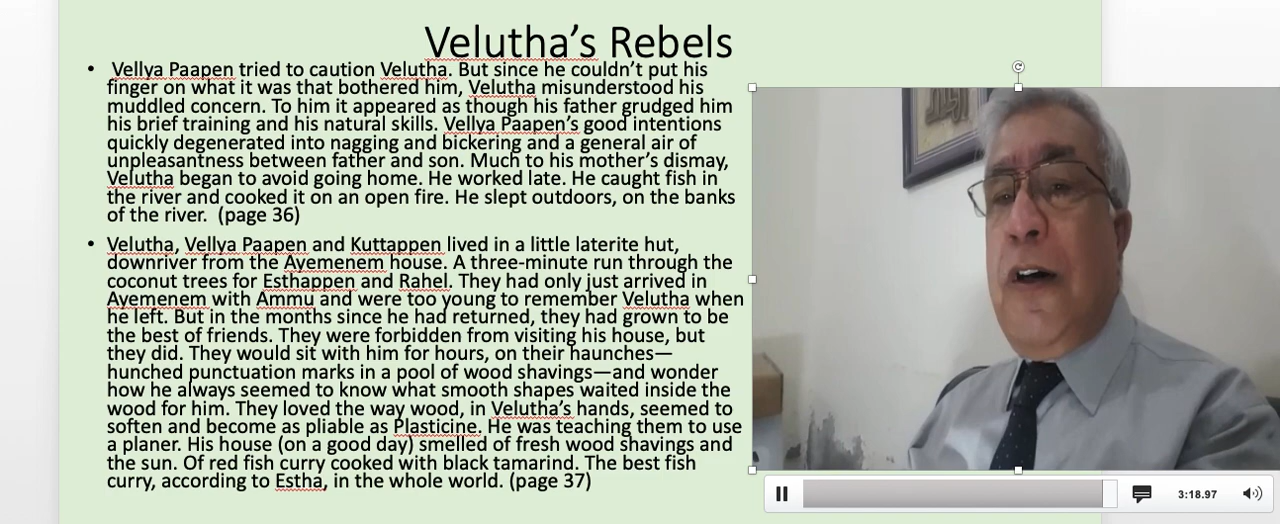 Velutha's Rebels
• Vellya Paapen tried to caution Velutha. But since he couldn't put his
finger on what it was that bothered him, Velutha misunderstood his
muddled concern. To him it appeared as though his father grudged him
his brief training and his natural skills. Vellya Paapen's good intentions
quickly degenerated into nagging and bickering and a general air of
unpleasantness between father and son. Much to his mother's dismay,
Velutha began to avoid going home. He worked late. He caught fish in
the river and cooked it on an open fire. He slept outdoors, on the banks
of the river. (page 36)
• Velutha, Vellya Paapen and Kuttappen lived in a little laterite hut,
downriver from the Ayemenem house. A three-minute run through the
coconut trees for Esthappen and Rahel. They had only just arrived in
Ayemenem with Ammu and were too young to remember Velutha when
he left. But in the months since he had returned, they had grown to be
the best of friends. They were forbidden from visiting his house, but
they did. They would sit with him for hours, on their haunches—
hunched punctuation marks in a pool of wood shavings—and wonder
how he always seemed to know what smooth shapes waited inside the
wood for him. They loved the way wood, in Velutha's hands, seemed to
soften and become as pliable as Plasticine. He was teaching them to use
a planer. His house (on a good day) smelled of fresh wood shavings and
the sun. Of red fish curry cooked with black tamarind. The best fish
curry, according to Estha, in the whole world. (page 37)
3:18.97